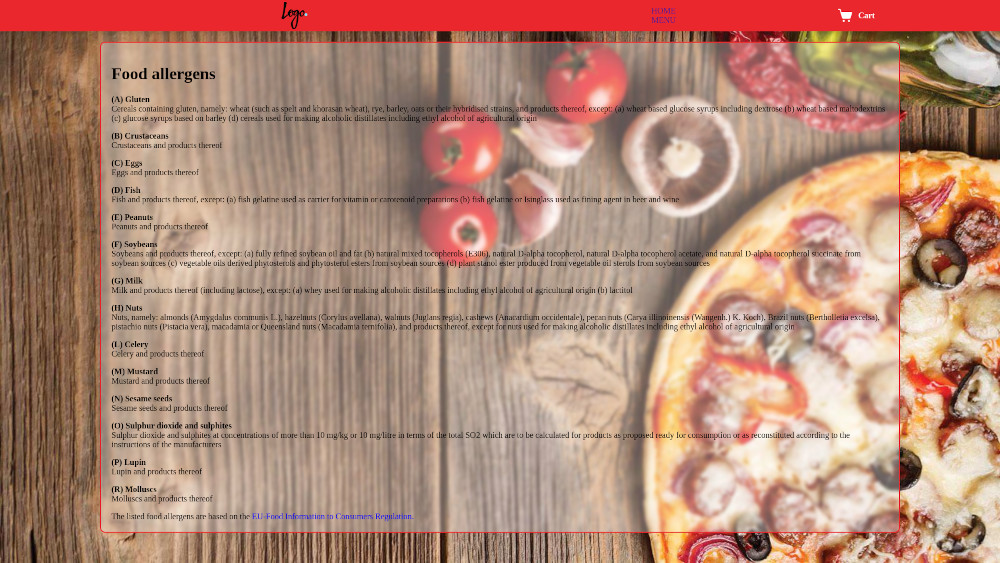 Logo
HOME
MENU
Cart
Food allergens
(A) Gluten
Cereals containing gluten, namely: wheat (such as spelt and khorasan wheat), rye, barley, oats or their hybridised strains, and products thereof, except: (a) wheat based glucose syrups including dextrose (b) wheat based maltodextrins
(c) glucose syrups based on barley (d) cereals used for making alcoholic distillates including ethyl alcohol of agricultural origin
(B) Crustaceans
Crustaceans and products thereof
(C) Eggs
Eggs and products thereof
(D) Fish
Fish and products thereof, except: (a) fish gelatine used as carrier for vitamin or carotenoid preparations (b) fish gelatine or Isinglass used as fining agent in beer and wine
(E) Peanuts
Peanuts and products thereof
(F) Soybeans
Soybeans and products thereof, except: (a) fully refined soybean oil and fat (b) natural mixed tocopherols (E306), natural D-alpha tocopherol, natural D-alpha tocopherol acetate, and natural D-alpha tocopherol succinate from
soybean sources (c) vegetable oils derived phytosterols and phytosterol esters from soybean sources (d) plant stanol ester produced from vegetable oil sterols from soybean sources
(G) Milk
Milk and products thereof (including lactose), except: (a) whey used for making alcoholic distillates including ethyl alcohol of agricultural origin (b) lactitol
(H) Nuts
Nuts, namely: almonds (Amygdalus communis L.), hazelnuts (Corylus avellana), walnuts (Juglans regia), cashews (Anacardium occidentale), pecan nuts (Carya illinoinensis (Wangenh.) K. Koch), Brazil nuts (Bertholletia excelsa),
pistachio nuts (Pistacia vera), macadamia or Queensland nuts (Macadamia ternifolia), and products thereof, except for nuts used for making alcoholic distillates including ethyl alcohol of agricultural origin
(L) Celery
Celery and products thereof
(M) Mustard
Mustard and products thereof
(N) Sesame seeds
Sesame seeds and products thereof
(O) Sulphur dioxide and sulphites
Sulphur dioxide and sulphites at concentrations of more than 10 mg/kg or 10 mg/litre in terms of the total SO2 which are to be calculated for products as proposed ready for consumption or as reconstituted according to the
instructions of the manufacturers
(P) Lupin
Lupin and products thereof
(R) Molluscs
Molluscs and products thereof
The listed food allergens are based on the EU-Food Information to Consumers Regulation.